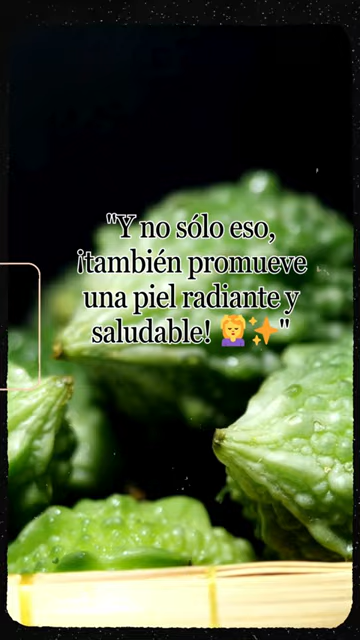 "Y no sólo eso,
¡también promueve
una piel radiante y
saludable! 💆✨"